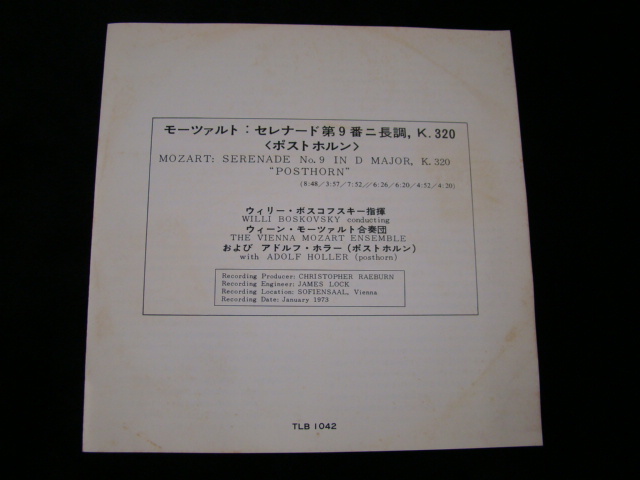 モーツァルト：セレナード第9番ニ長調, K.320
〈ポストホルン〉
MOZART: SERENADE No. 9 IN D MAJOR, K. 320
"POSTHORN"
(8:48/3:57/7:52/6:26/6:20/4:52/4:20)
ウィリー・ボスコフスキー指揮
WILLI BOSKOVSKY conducting
ウィーン・モーツァルト合奏団
THE VIENNA MOZART ENSEMBLE
および アドルフ・ホラー（ポストホルン）
with ADOLF HOLLER (posthorn)
Recording Producer: CHRISTOPHER RAEBURN
Recording Engineer: JAMES LOCK
Recording Location: SOFIENSAAL, Vienna
Recording Date: January 1973
TLB 1042